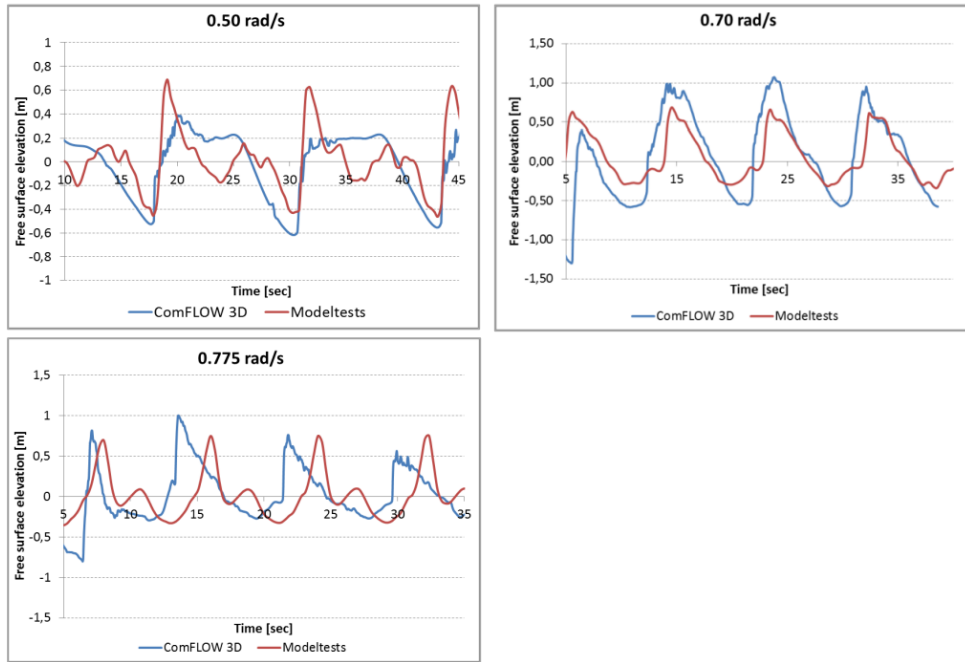 0.50 rad/s
Free surface elevation [m]
1
0,8
0,6
0,4
0,2
0
-0,2
-0,4
-0,6
-0,8
-1
10 15 20 25 30 35 40 45
Time [sec]
ComFLOW 3D Modeltests
0.70 rad/s
Free surface elevation [m]
1,50
1,00
0,50
0,00
-0,50
-1,00
-1,50
5 15 25 35
Time [sec]
ComFLOW 3D Modeltests
0.775 rad/s
Free surface elevation [m]
1,5
1
0,5
0
-0,5
-1
-1,5
5 10 15 20 25 30 35
Time [sec]
ComFLOW 3D Modeltests